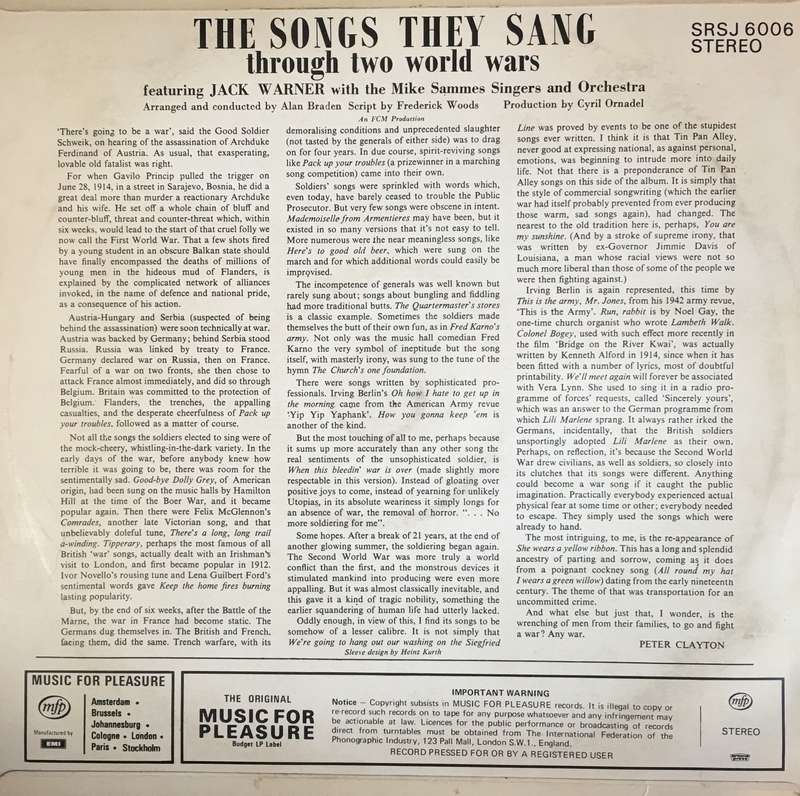 THE SONGS THEY SANG
through two world wars
SRSJ 6006
STEREO
featuring JACK WARNER with the Mike Sammes Singers and Orchestra
Arranged and conducted by Alan Braden Script by Frederick Woods Production by Cyril Ornadel
An FCM Production
‘There’s going to be a war’, said the Good Soldier
Schweik, on hearing of the assassination of Archduke
Ferdinand of Austria. As usual, that exasperating,
lovable old fatalist was right.
For when Gavilo Princip pulled the trigger on
June 28, 1914, in a street in Sarajevo, Bosnia, he did a
great deal more than murder a reactionary Archduke
and his wife. He set off a whole chain of bluff and
counter-bluff, threat and counter-threat which, within
six weeks, would lead to the start of that cruel folly we
now call the First World War. That a few shots fired
by a young student in an obscure Balkan state should
have finally encompassed the deaths of millions of
young men in the hideous mud of Flanders, is
explained by the complicated network of alliances
invoked, in the name of defence and national pride,
as a consequence of his action.
Austria-Hungary and Serbia (suspected of being
behind the assassination) were soon technically at war.
Austria was backed by Germany; behind Serbia stood
Russia. Russia was linked by treaty to France.
Germany declared war on Russia, then on France.
Fearful of a war on two fronts, she then chose to
attack France almost immediately, and did so through
Belgium. Britain was committed to the protection of
Belgium. Flanders, the trenches, the appalling
casualties, and the desperate cheerfulness of Pack up
your troubles, followed as a matter of course.
Not all the songs the soldiers elected to sing were of
the mock-cheery, whistling-in-the-dark variety. In the
early days of the war, before anybody knew how
terrible it was going to be, there was room for the
sentimentally sad. Good-bye Dolly Grey, of American
origin, had been sung on the music balls by Hamilton
Hill at the time of the Boer War, and it became
popular again. Then there were Felix McGlennon’s
Comrades, another late Victorian song, and that
unbelievably doleful tune, There’s a long, long trail
a-winding. Tipperary, perhaps the most famous of all
British ‘war’ songs, actually dealt with an Irishman’s
visit to London, and first became popular in 1912.
Ivor Novello’s rousing tune and Lena Guilbert Ford’s
sentimental words gave Keep the home fires burning
lasting popularity.
But, by the end of six weeks, after the Battle of the
Marne, the war in France had become static. The
Germans dug themselves in. The British and French,
facing them, did the same. Trench warfare, with its
demoralising conditions and unprecedented slaughter
(not tasted by the generals of either side) was to drag
on for four years. In due course, spirit-reviving songs
like Pack up your troubles (a prizewinner in a marching
song competition) came into their own.
Soldiers’ songs were sprinkled with words which,
even today, have barely ceased to trouble the Public
Prosecutor. But very few songs were obscene in intent.
Mademoiselle from Armentieres may have been, but it
existed in so many versions that it’s not easy to tell.
More numerous were the near meaningless songs, like
Here’s to good old beer, which were sung on the
march and for which additional words could easily be
improvised.
The incompetence of generals was well known but
rarely sung about; songs about bungling and fiddling
had more traditional butts. The Quartermaster’s stores
is a classic example. Sometimes the soldiers made
themselves the butt of their own fun, as in Fred Karno’s
army. Not only was the music hall comedian Fred
Karno the very symbol of ineptitude but the song
itself, with masterly irony, was sung to the tune of the
hymn The Church’s one foundation.
There were songs written by sophisticated pro-
fessionals. Irving Berlin’s Oh how I hate to get up in
the morning came from the American Army revue
‘Yip Yip Yaphank’. How you gonna keep ’em is
another of the kind.
But the most touching of all to me, perhaps because
it sums up more accurately than any other song the
real sentiments of the unsophisticated soldier, is
When this bleedin’ war is over (made slightly more
respectable in this version). Instead of gloating over
positive joys to come, instead of yearning for unlikely
Utopias, in its absolute weariness it simply longs for
an absence of war, the removal of horror. “. . . No
more soldiering for me”.
Some hopes. After a break of 21 years, at the end of
another glowing summer, the soldiering began again.
The Second World War was more truly a world
conflict than the first, and the monstrous devices it
stimulated mankind into producing were even more
appalling. But it was almost classically inevitable, and
this gave it a kind of tragic nobility, something the
earlier squandering of human life had utterly lacked.
Oddly enough, in view of this, I find its songs to be
somehow of a lesser calibre. It is not simply that
We’re going to hang out our washing on the Siegfried
Sleeve design by Heinz Kurth
Line was proved by events to be one of the stupidest
songs ever written. I think it is that Tin Pan Alley,
never good at expressing national, as against personal,
emotions, was beginning to intrude more into daily
life. Not that there is a preponderance of Tin Pan
Alley songs on this side of the album. It is simply that
the style of commercial songwriting (which the earlier
war had itself probably prevented from ever producing
those warm, sad songs again), had changed. The
nearest to the old tradition here is, perhaps, You are
my sunshine. (And by a stroke of supreme irony, that
was written by ex-Governor Jimmie Davis of
Louisiana, a man whose racial views were not so
much more liberal than those of some of the people we
were then fighting against.)
Irving Berlin is again represented, this time by
This is the army, Mr. Jones, from his 1942 army revue,
‘This is the Army’. Run, rabbit is by Noel Gay, the
one-time church organist who wrote Lambeth Walk.
Colonel Bogey, used with such effect more recently in
the film ‘Bridge on the River Kwai’, was actually
written by Kenneth Alford in 1914, since when it has
been fitted with a number of lyrics, most of doubtful
printability. We’ll meet again will forever be associated
with Vera Lynn. She used to sing it in a radio pro-
gramme of forces’ requests, called ‘Sincerely yours’,
which was an answer to the German programme from
which Lili Marlene sprang. It always rather irked the
Germans, incidentally, that the British soldiers
unsportingly adopted Lili Marlene as their own.
Perhaps, on reflection, it’s because the Second World
War drew civilians, as well as soldiers, so closely into
its clutches that its songs were different. Anything
could become a war song if it caught the public
imagination. Practically everybody experienced actual
physical fear at some time or other; everybody needed
to escape. They simply used the songs which were
already to hand.
The most intriguing, to me, is the re-appearance of
She wears a yellow ribbon. This has a long and splendid
ancestry of parting and sorrow, coming as it does
from a poignant cockney song (All round my hat
I wears a green willow) dating from the early nineteenth
century. The theme of that was transportation for an
uncommitted crime.
And what else but just that, I wonder, is the
wrenching of men from their families, to go and fight
a war? Any war.
PETER CLAYTON
MUSIC FOR PLEASURE
mfp
Manufactured by
EMI
Amsterdam •
Brussels •
Johannesburg •
Cologne • London •
Paris • Stockholm
THE ORIGINAL
MUSIC FOR
PLEASURE
Budget LP Label
IMPORTANT WARNING
Notice – Copyright subsists in MUSIC FOR PLEASURE records. It is illegal to copy or
re-record such records on to tape for any purpose whatsoever and any infringement may
be actionable at law. Licences for the public performance or broadcasting of records
direct from turntables must be obtained from The International Federation of the
Phonographic Industry, 123 Pall Mall, London S.W.1., England.
RECORD PRESSED FOR OR BY A REGISTERED USER
mfp
STEREO